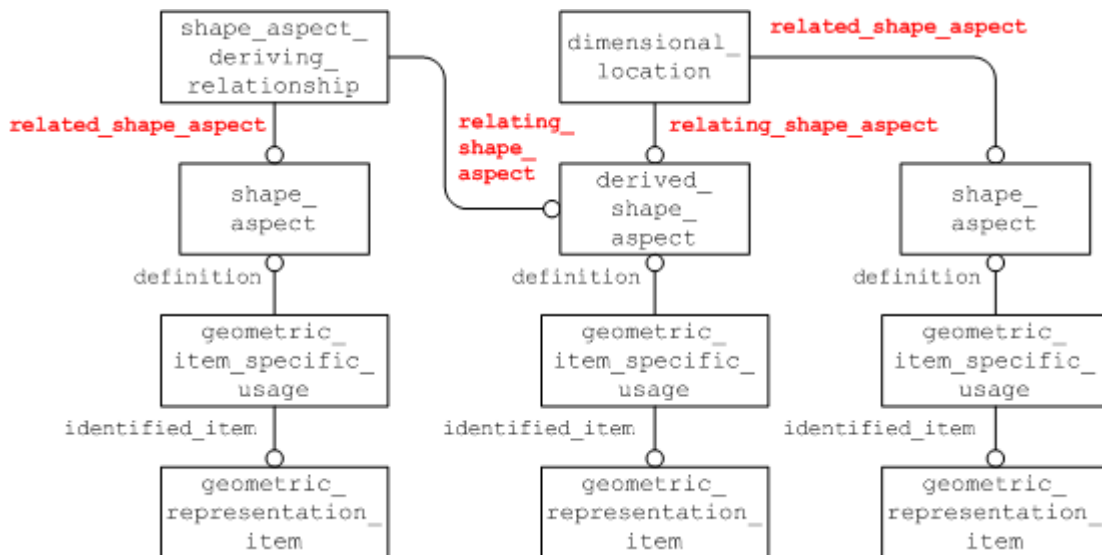 shape_aspect_
deriving_
relationship
dimensional_
location
related_shape_aspect
related_shape_aspect
relating_
shape_
aspect
relating_shape_aspect
shape_
aspect
derived_
shape_
aspect
shape_
aspect
definition
definition
definition
geometric_
item_specific_
usage
geometric_
item_specific_
usage
geometric_
item_specific_
usage
identified_item
identified_item
identified_item
geometric_
representation_
item
geometric_
representation_
item
geometric_
representation_
item